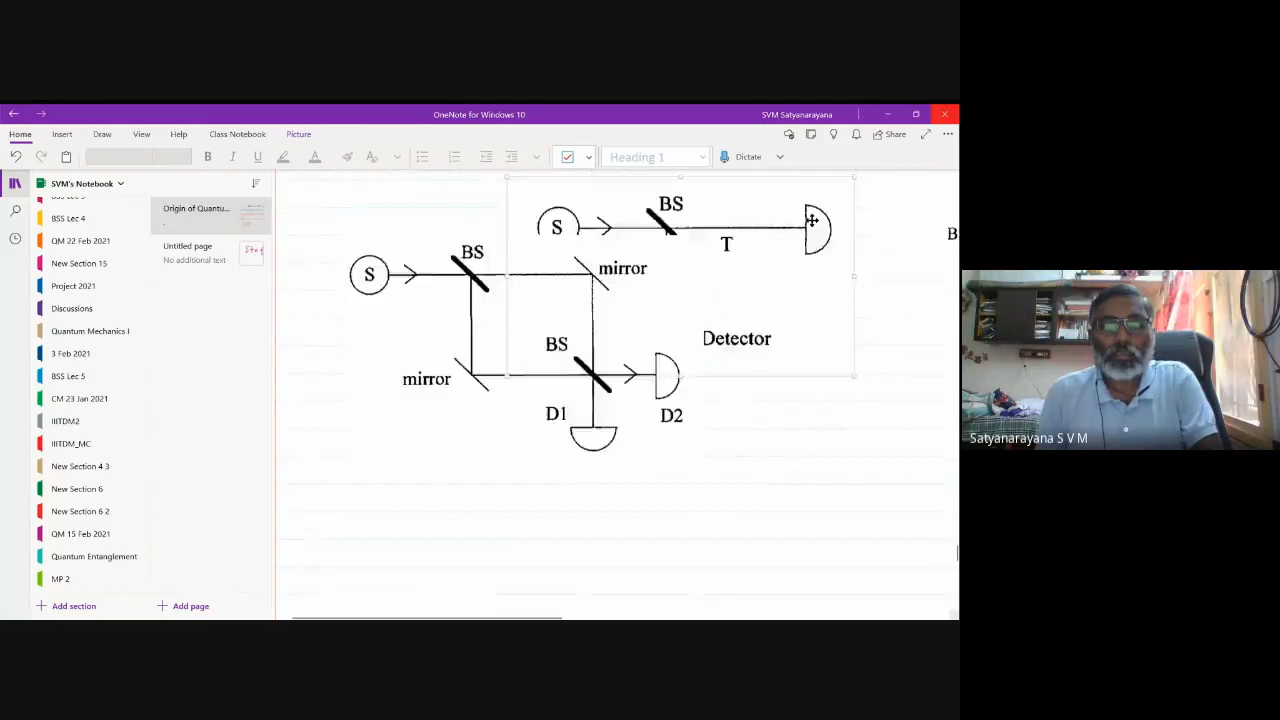 OneNote for Windows 10
SVM Satyanarayana
Home Insert Draw View Help Class Notebook Picture
Share
B I U A
Heading 1
Dictate
SVM's Notebook
BSS Lec 3
BSS Lec 4
QM 22 Feb 2021
New Section 15
Project 2021
Discussions
Quantum Mechanics I
3 Feb 2021
BSS Lec 5
CM 23 Jan 2021
IIITDM2
IIITDM_MC
New Section 4 3
New Section 6
New Section 6 2
QM 15 Feb 2021
Quantum Entanglement
MP 2
Add section
Origin of Quantu...
Untitled page
No additional text
Add page
BS
S
T
B
BS
mirror
S
BS
Detector
mirror
D1
D2
Satyanarayana S V M